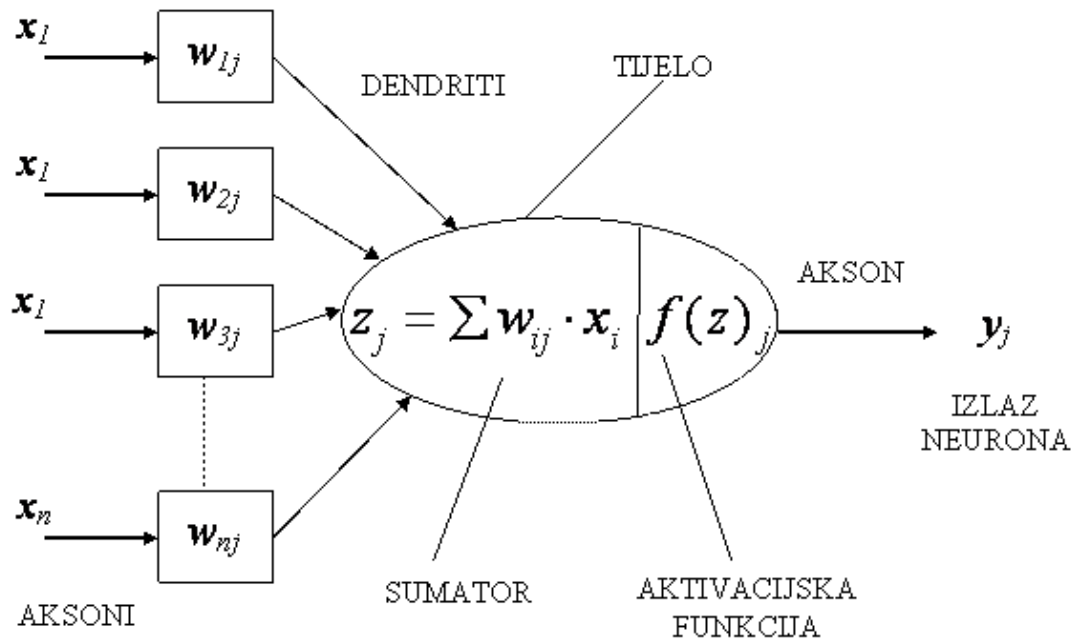 x1
w1j
DENDRITI
TIJELO
x1
w2j
x1
w3j
zj = ∑ wij · xi
f(z)j
AKSON
yj
IZLAZ
NEURONA
xn
wnj
AKSONI
SUMATOR
AKTIVACIJSKA
FUNKCIJA